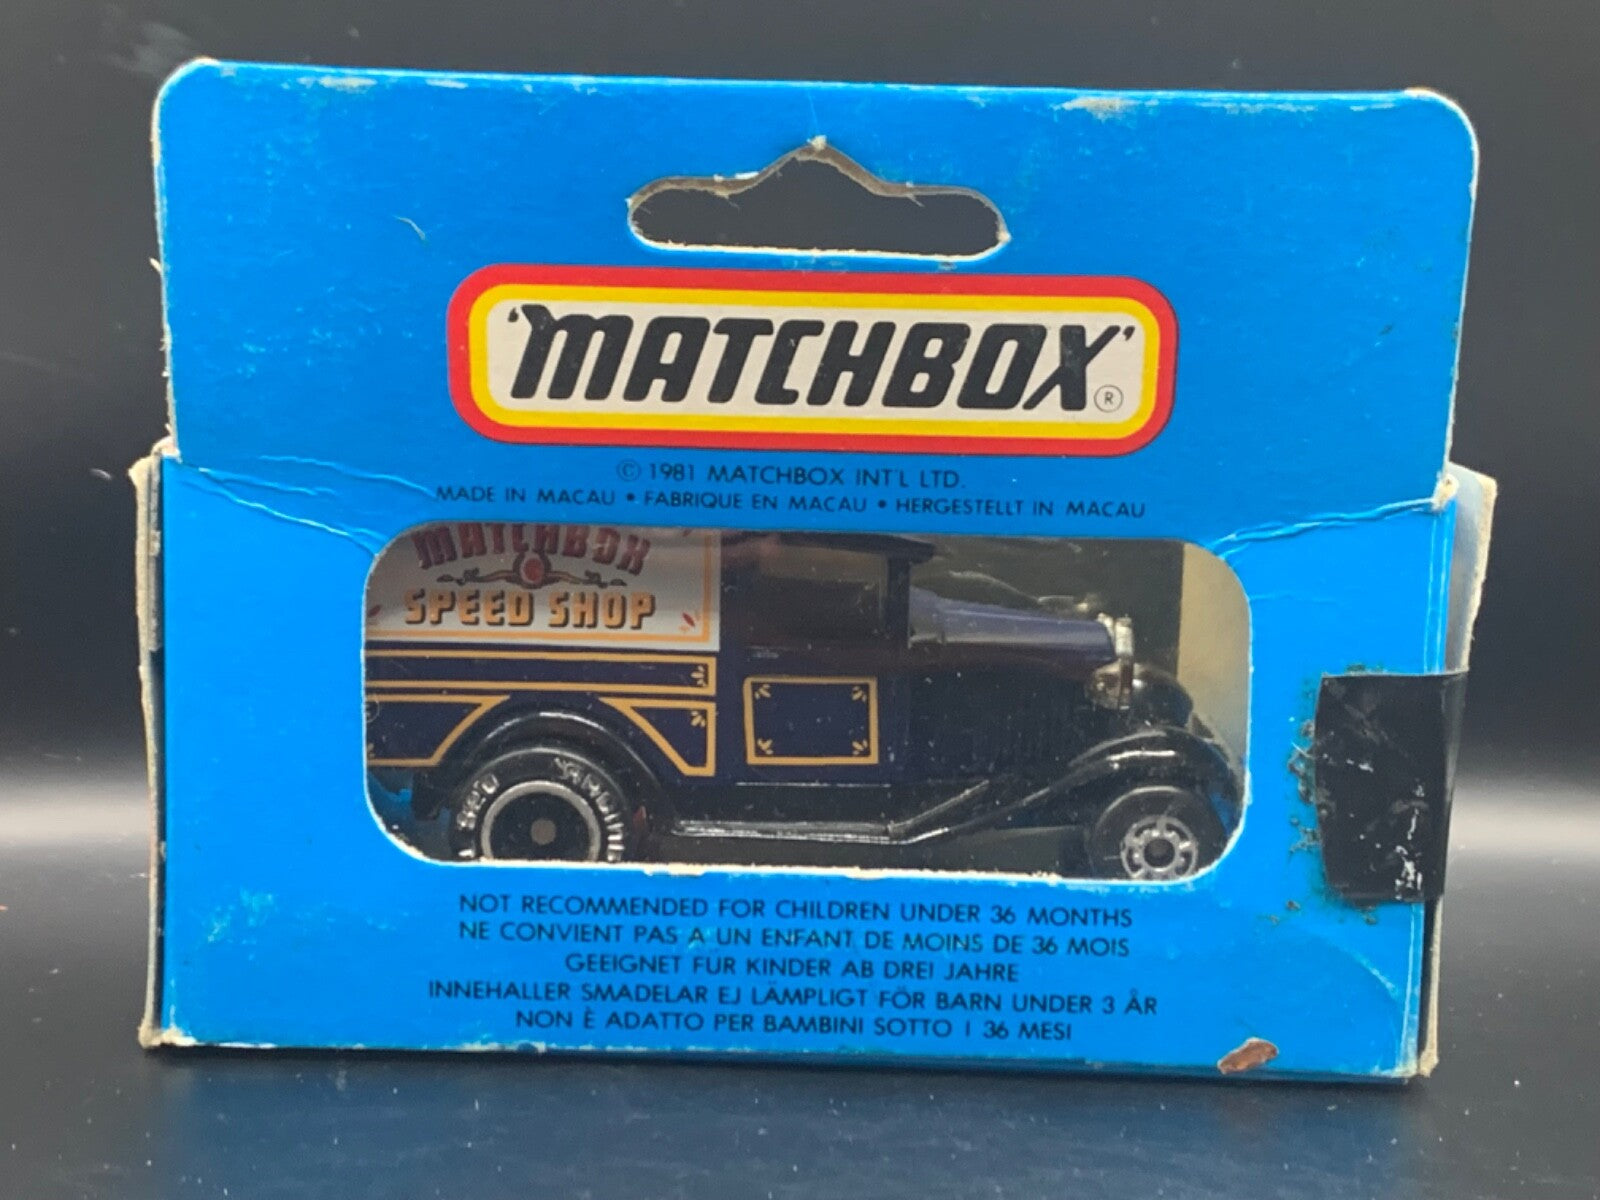 'MATCHBOX' ®
© 1981 MATCHBOX INT'L LTD.
MADE IN MACAU • FABRIQUE EN MACAU • HERGESTELLT IN MACAU
MATCHBOX
SPEED SHOP
NOT RECOMMENDED FOR CHILDREN UNDER 36 MONTHS
NE CONVIENT PAS A UN ENFANT DE MOINS DE 36 MOIS
GEEIGNET FUR KINDER AB DREI JAHRE
INNEHALLER SMADELAR EJ LÄMPLIGT FÖR BARN UNDER 3 ÅR
NON È ADATTO PER BAMBINI SOTTO I 36 MESI